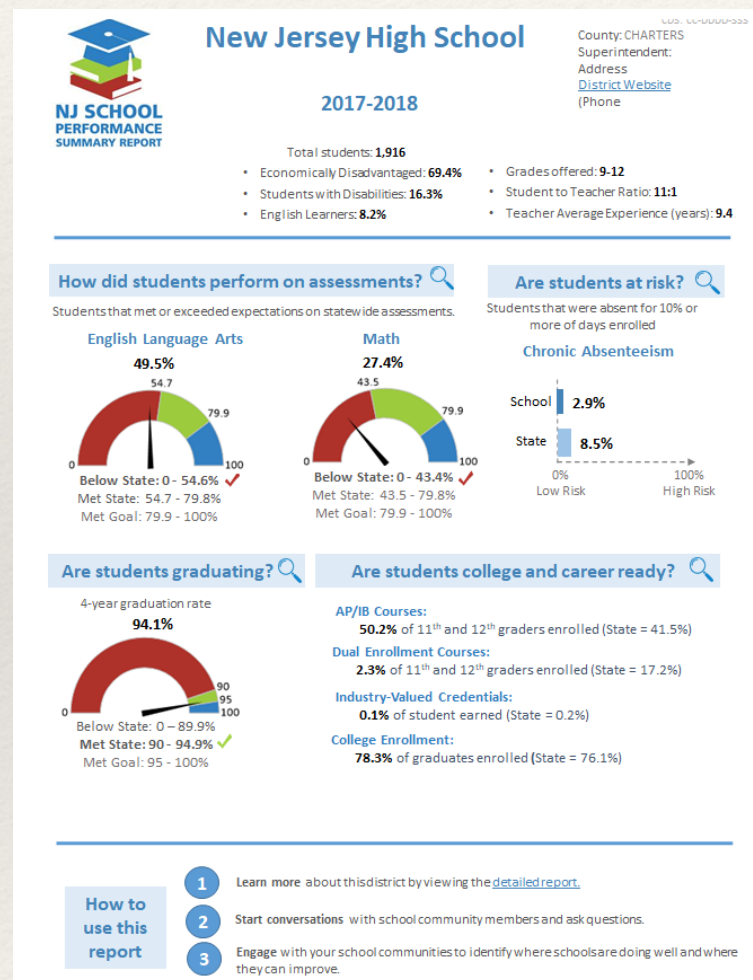 CDS: CC-DDDD-SSS
New Jersey High School
County: CHARTERS
Superintendent:
Address
District Website
(Phone
2017-2018
NJ SCHOOL
PERFORMANCE
SUMMARY REPORT
Total students: 1,916
• Economically Disadvantaged: 69.4%
• Students with Disabilities: 16.3%
• English Learners: 8.2%
• Grades offered: 9-12
• Student to Teacher Ratio: 11:1
• Teacher Average Experience (years): 9.4
How did students perform on assessments?
Students that met or exceeded expectations on statewide assessments.
English Language Arts
49.5%
54.7
79.9
0
100
Below State: 0 - 54.6%
Met State: 54.7 - 79.8%
Met Goal: 79.9 - 100%
Math
27.4%
43.5
79.9
0
100
Below State: 0 - 43.4%
Met State: 43.5 - 79.8%
Met Goal: 79.9 - 100%
Are students at risk?
Students that were absent for 10% or
more of days enrolled
Chronic Absenteeism
School 2.9%
State 8.5%
0% 100%
Low Risk High Risk
Are students graduating?
4-year graduation rate
94.1%
90
95
0
100
Below State: 0 – 89.9%
Met State: 90 - 94.9%
Met Goal: 95 - 100%
Are students college and career ready?
AP/IB Courses:
50.2% of 11th and 12th graders enrolled (State = 41.5%)
Dual Enrollment Courses:
2.3% of 11th and 12th graders enrolled (State = 17.2%)
Industry-Valued Credentials:
0.1% of student earned (State = 0.2%)
College Enrollment:
78.3% of graduates enrolled (State = 76.1%)
How to
use this
report
1 Learn more about this district by viewing the detailed report.
2 Start conversations with school community members and ask questions.
3 Engage with your school communities to identify where schools are doing well and where
they can improve.